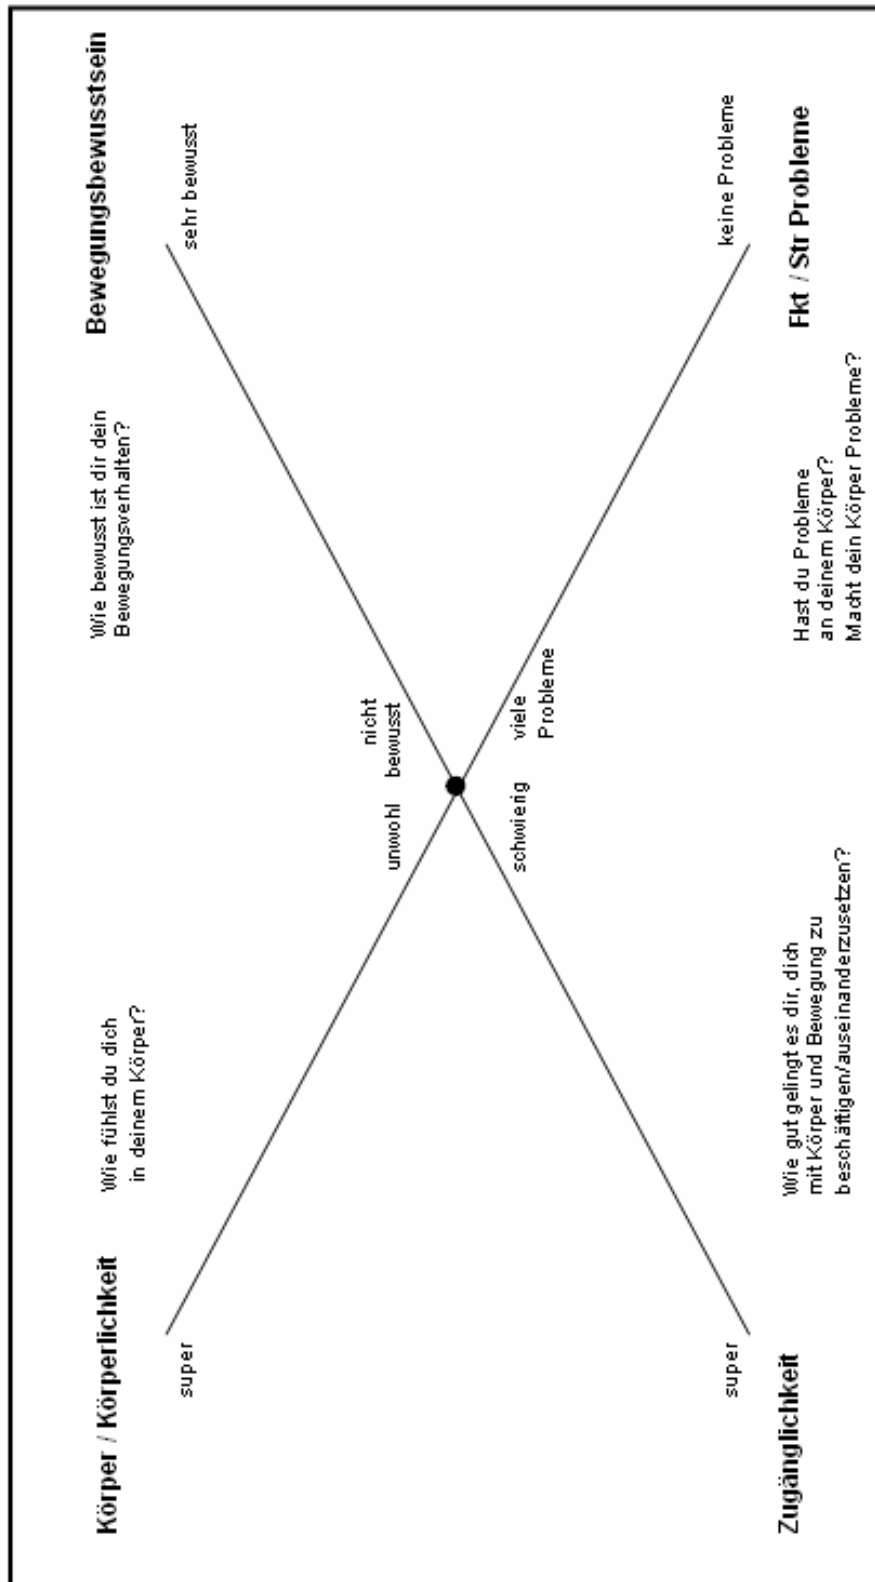 Körper / Körperlichkeit
Bewegungsbewusstsein
super
Wie fühlst du dich
in deinem Körper?
Wie bewusst ist dir dein
Bewegungsverhalten?
sehr bewusst
unwohl
nicht
bewusst
schwierig
viele
Probleme
super
keine Probleme
Zugänglichkeit
Wie gut gelingt es dir, dich
mit Körper und Bewegung zu
beschäftigen/auseinanderzusetzen?
Hast du Probleme
an deinem Körper?
Macht dein Körper Probleme?
Fkt / Str Probleme